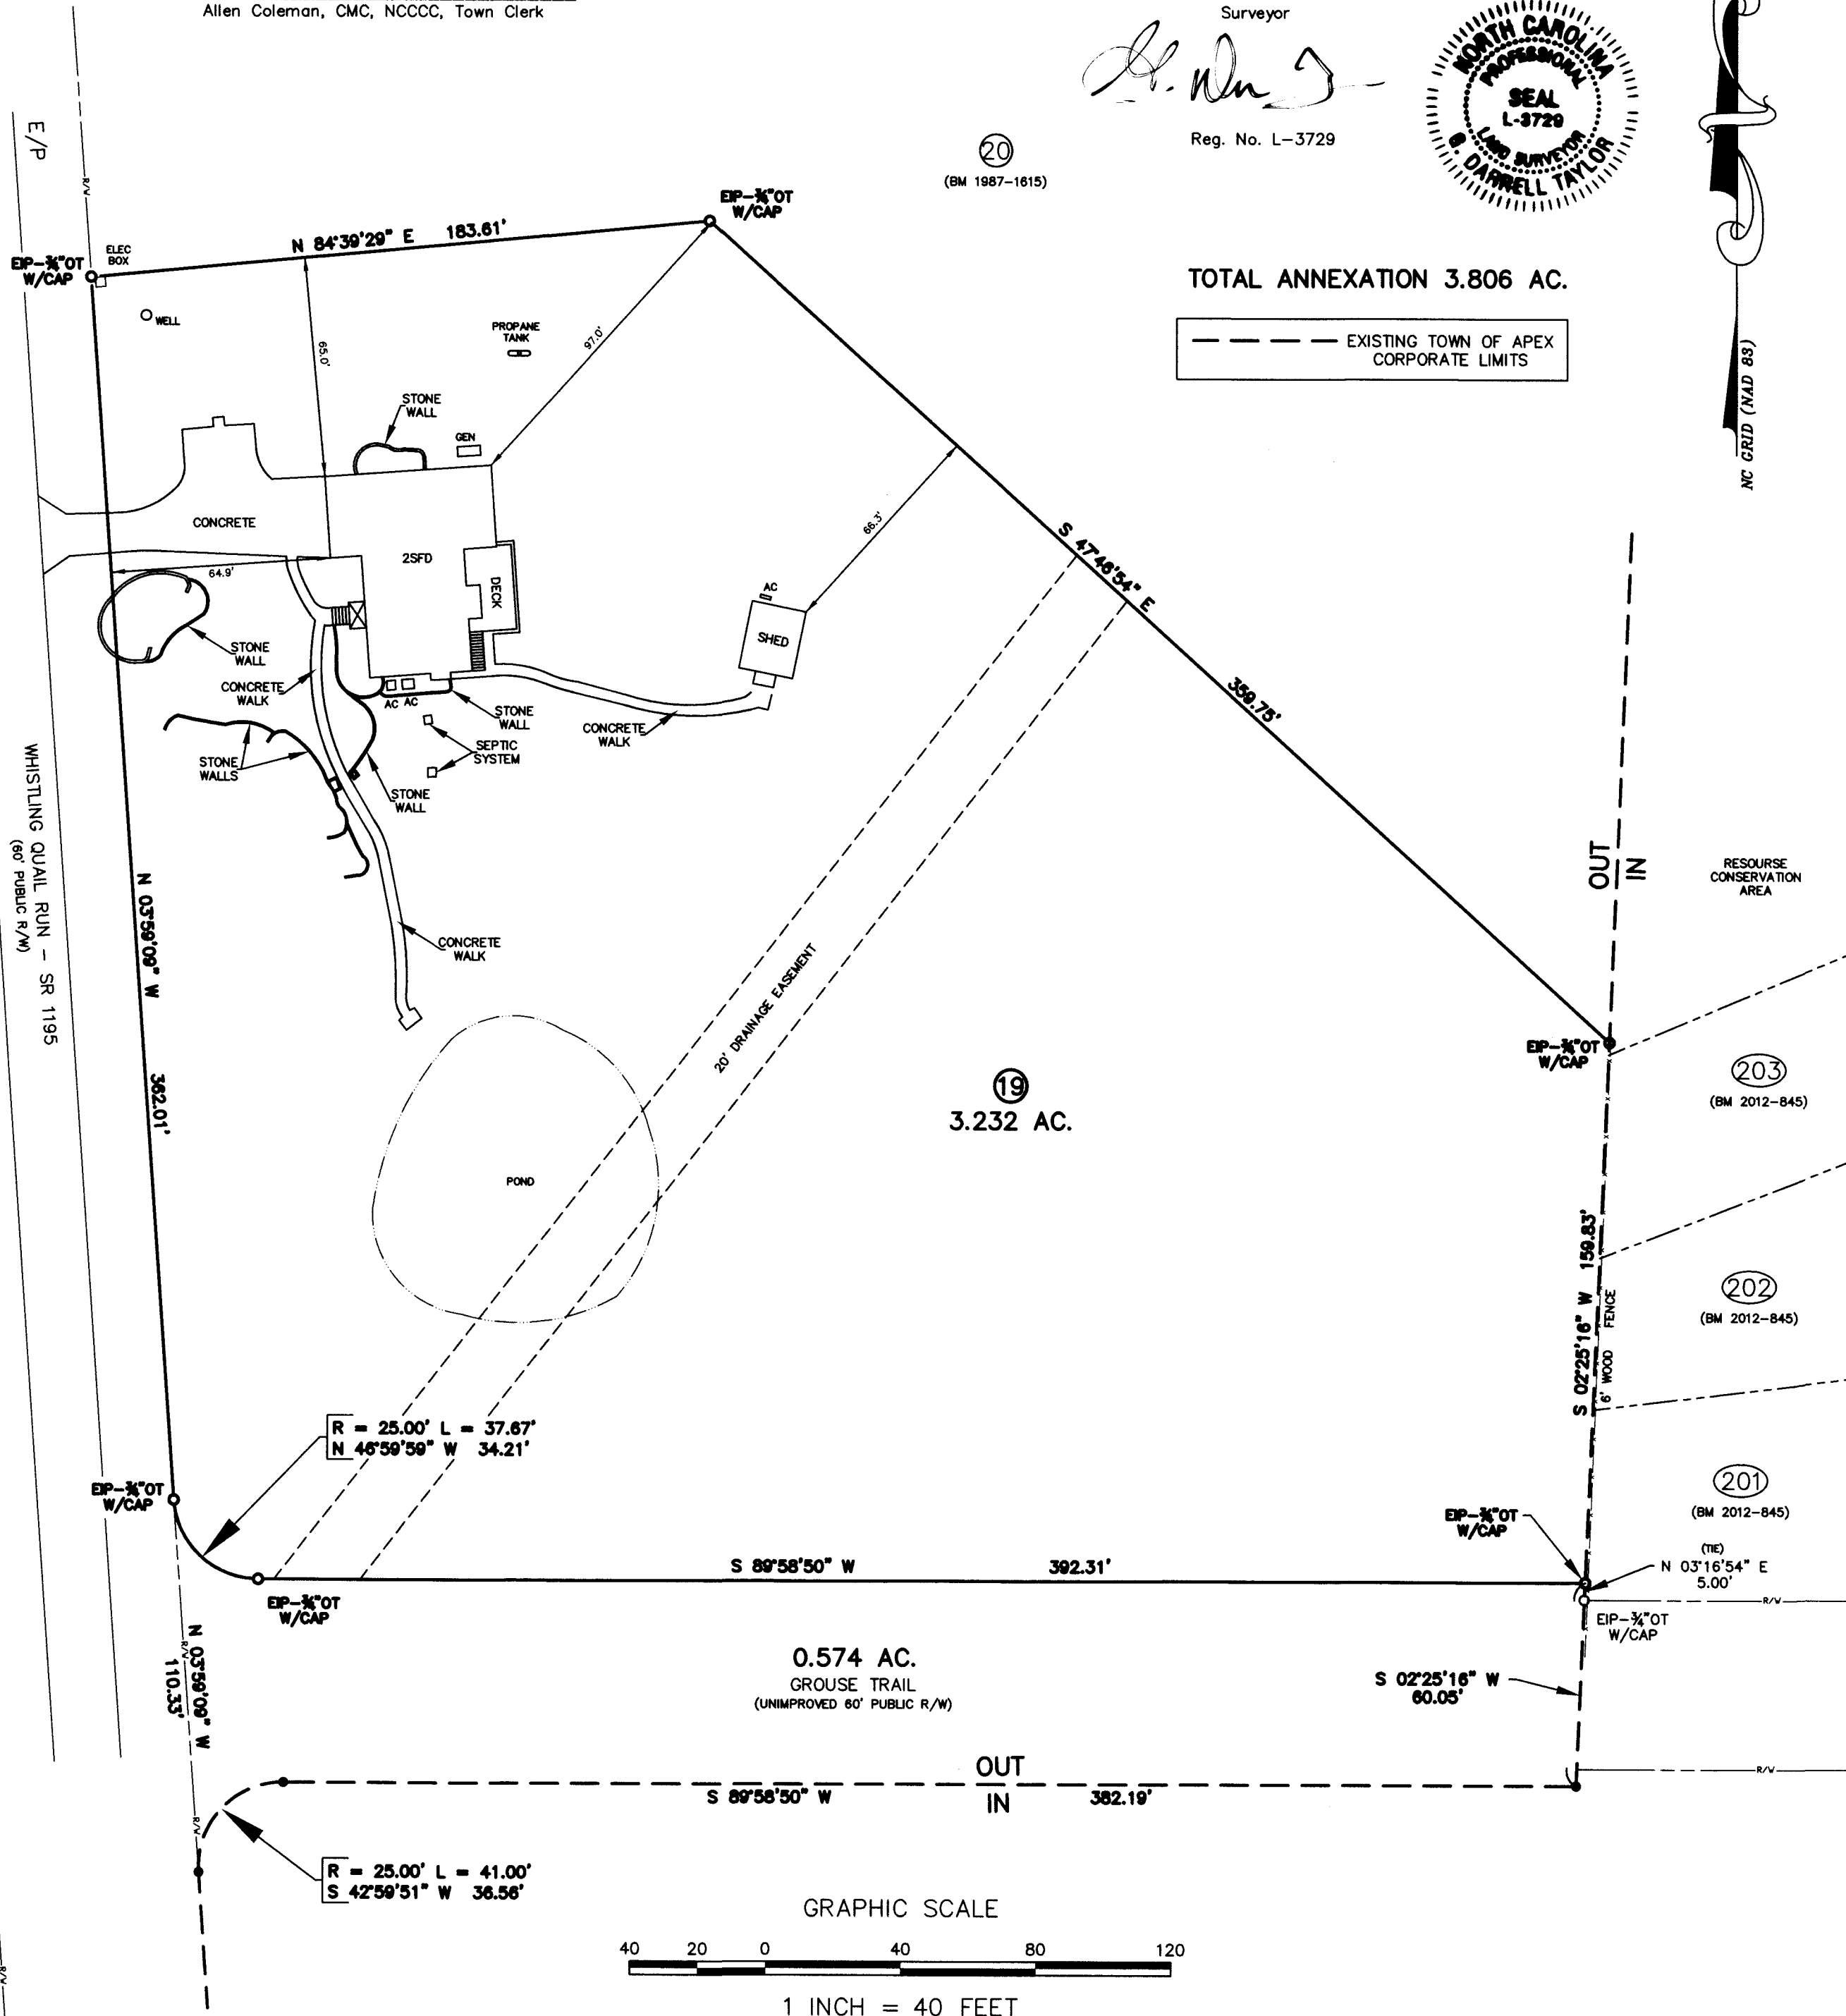 Allen Coleman, CMC, NCCCC, Town Clerk
Surveyor
Reg. No. L-3729
NORTH CAROLINA
PROFESSIONAL
SEAL
L-3729
LAND SURVEYOR
G. DARRELL TAYLOR
20
(BM 1987-1615)
TOTAL ANNEXATION 3.806 AC.
EXISTING TOWN OF APEX
CORPORATE LIMITS
NC GRID (NAD 83)
E/P
R/W
EIP-¾"OT
W/CAP
ELEC
BOX
N 84°39'29" E 183.61'
EIP-¾"OT
W/CAP
WELL
PROPANE
TANK
65.0'
97.0'
STONE
WALL
GEN
CONCRETE
2SFD
DECK
64.9'
66.3'
S 47°46'54" E
359.75'
AC
SHED
STONE
WALL
CONCRETE
WALK
AC AC
STONE
WALL
SEPTIC
SYSTEM
CONCRETE
WALK
STONE
WALLS
STONE
WALL
CONCRETE
WALK
WHISTLING QUAIL RUN - SR 1195
(60' PUBLIC R/W)
N 03°59'09" W 362.01'
20' DRAINAGE EASEMENT
POND
19
3.232 AC.
OUT
IN
RESOURSE
CONSERVATION
AREA
EIP-¾"OT
W/CAP
203
(BM 2012-845)
202
(BM 2012-845)
S 02°25'16" W 159.83'
6' WOOD FENCE
201
(BM 2012-845)
R = 25.00' L = 37.67'
N 46°59'59" W 34.21'
EIP-¾"OT
W/CAP
EIP-¾"OT
W/CAP
S 89°58'50" W 392.31'
EIP-¾"OT
W/CAP
(TIE)
N 03°16'54" E
5.00'
R/W
EIP-¾"OT
W/CAP
N 03°59'09" W
110.33'
R/W
R/W
0.574 AC.
GROUSE TRAIL
(UNIMPROVED 60' PUBLIC R/W)
S 02°25'16" W
60.05'
R/W
OUT
IN
S 89°58'50" W 382.19'
R = 25.00' L = 41.00'
S 42°59'51" W 36.56'
R/W
GRAPHIC SCALE
40 20 0 40 80 120
1 INCH = 40 FEET